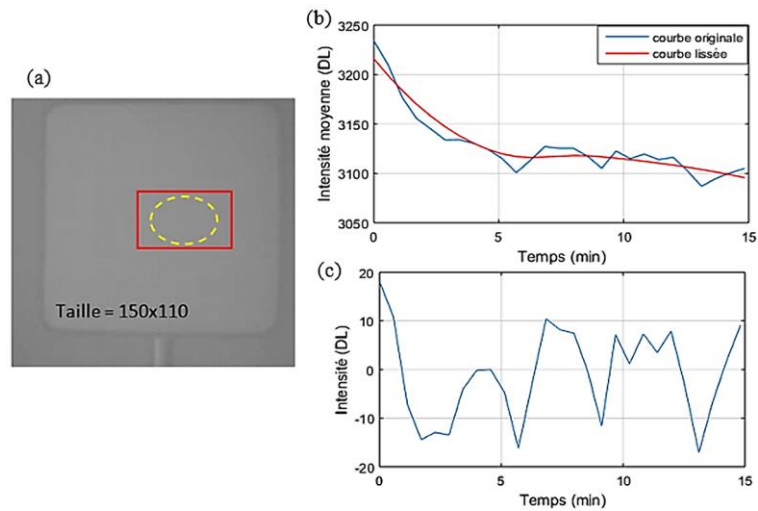 (a)
Taille = 150x110
(b)
3250
3200
3150
3100
3050
Intensité moyenne (DL)
courbe originale
courbe lissée
0
5
10
15
Temps (min)
(c)
20
10
0
-10
-20
Intensité (DL)
0
5
10
15
Temps (min)